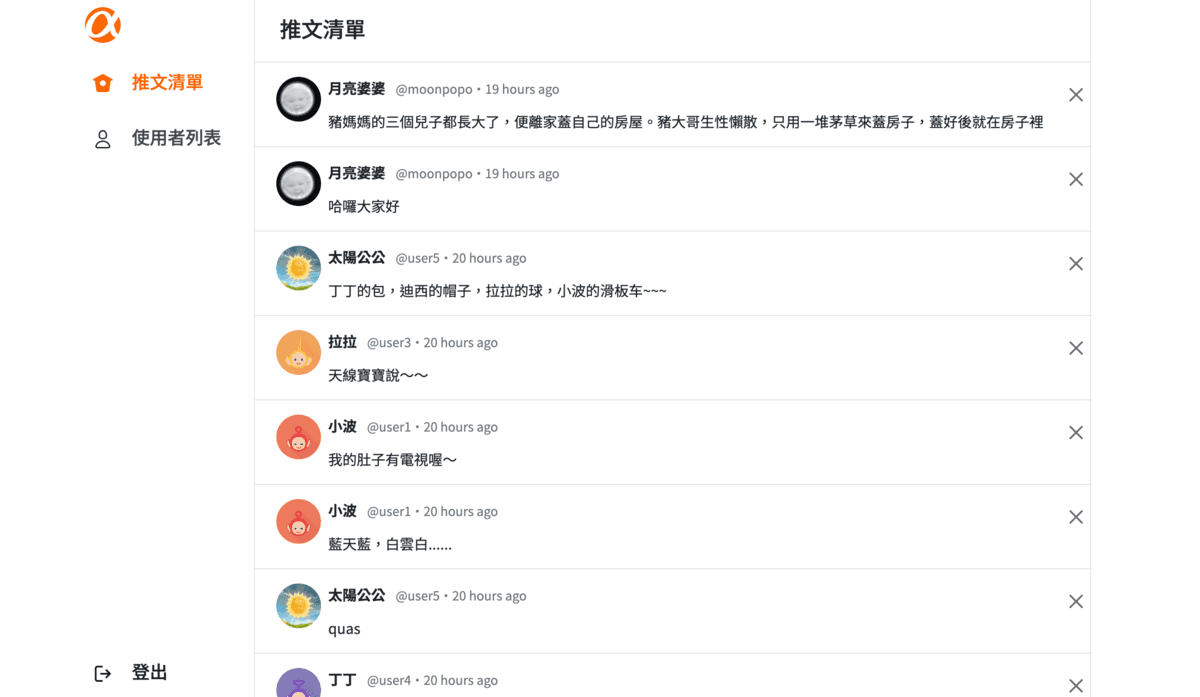 推文清單
推文清單
使用者列表
登出
月亮婆婆 @moonpopo・19 hours ago
豬媽媽的三個兒子都長大了，便離家蓋自己的房屋。豬大哥生性懶散，只用一堆茅草來蓋房子，蓋好後就在房子裡
月亮婆婆 @moonpopo・19 hours ago
哈囉大家好
太陽公公 @user5・20 hours ago
丁丁的包，迪西的帽子，拉拉的球，小波的滑板车~~~
拉拉 @user3・20 hours ago
天線寶寶說～～
小波 @user1・20 hours ago
我的肚子有電視喔～
小波 @user1・20 hours ago
藍天藍，白雲白......
太陽公公 @user5・20 hours ago
quas
丁丁 @user4・20 hours ago